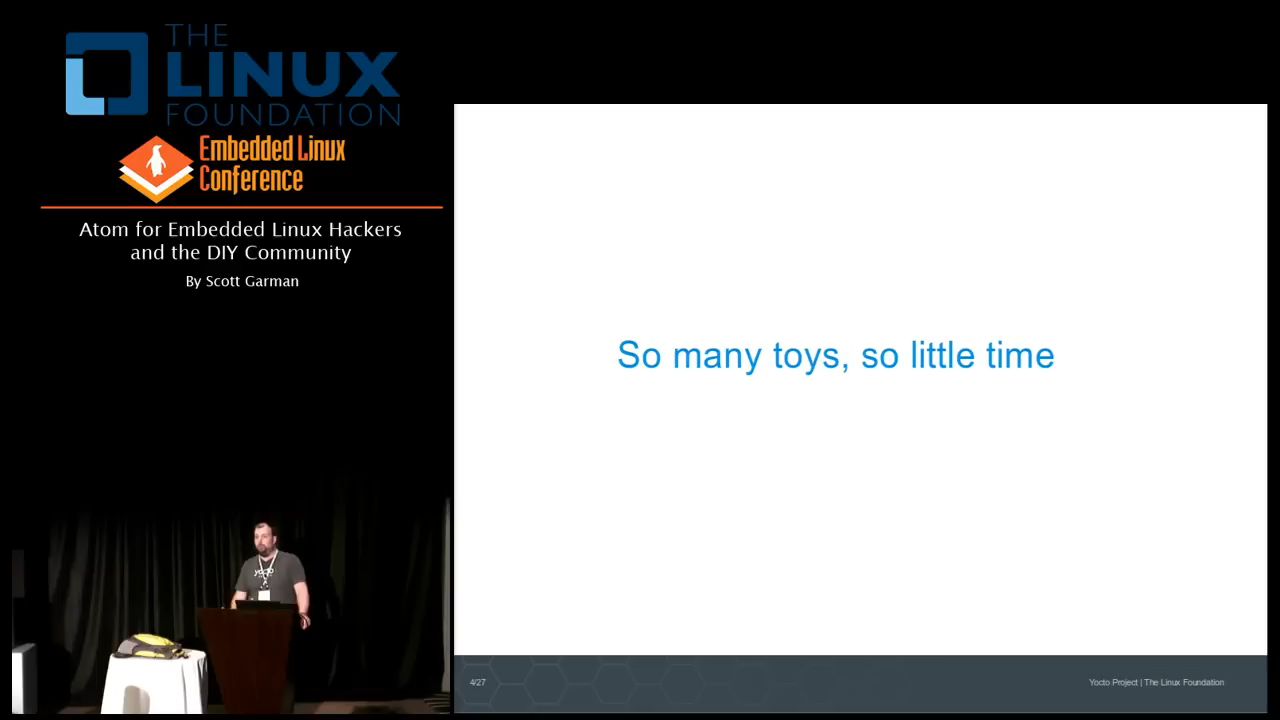 THE
LINUX
FOUNDATION
Embedded Linux
Conference
Atom for Embedded Linux Hackers
and the DIY Community
By Scott Garman
So many toys, so little time
yocto
4/27
Yocto Project | The Linux Foundation